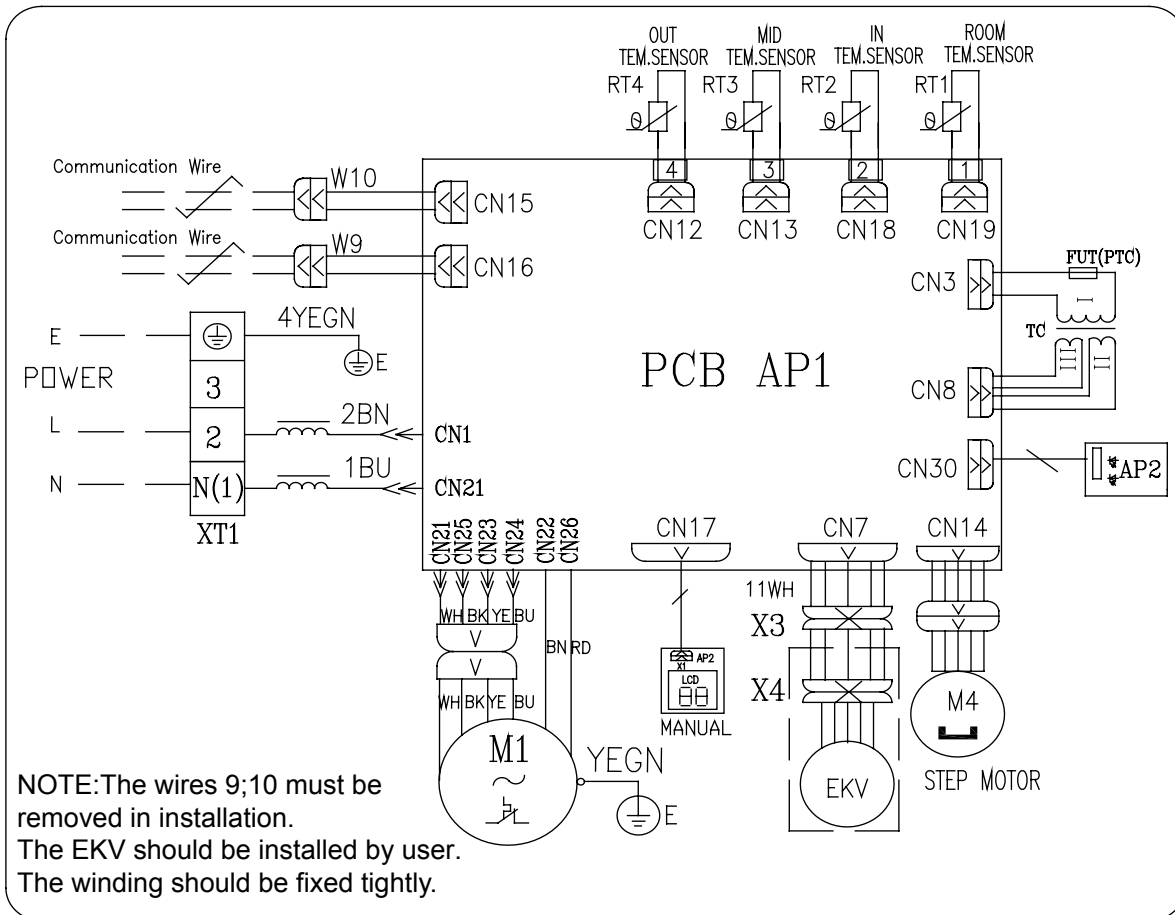 OUT
TEM.SENSOR
MID
TEM.SENSOR
IN
TEM.SENSOR
ROOM
TEM.SENSOR
RT4
RT3
RT2
RT1
θ
θ
θ
θ
4
3
2
1
CN12
CN13
CN18
CN19
Communication Wire
W10
CN15
Communication Wire
W9
CN16
CN3
FUT(PTC)
I
TC
III
II
CN8
PCB AP1
E
4YEGN
E
POWER
3
L
2
2BN
CN1
N
N(1)
1BU
CN21
XT1
CN30
AP2
CN21
CN25
CN23
CN24
CN22
CN26
CN17
CN7
CN14
WH
BK
YE
BU
BN
RD
11WH
X3
X4
AP2
X1
LCD
88
MANUAL
WH
BK
YE
BU
M1
YEGN
E
EKV
M4
STEP MOTOR
NOTE:The wires 9;10 must be
removed in installation.
The EKV should be installed by user.
The winding should be fixed tightly.